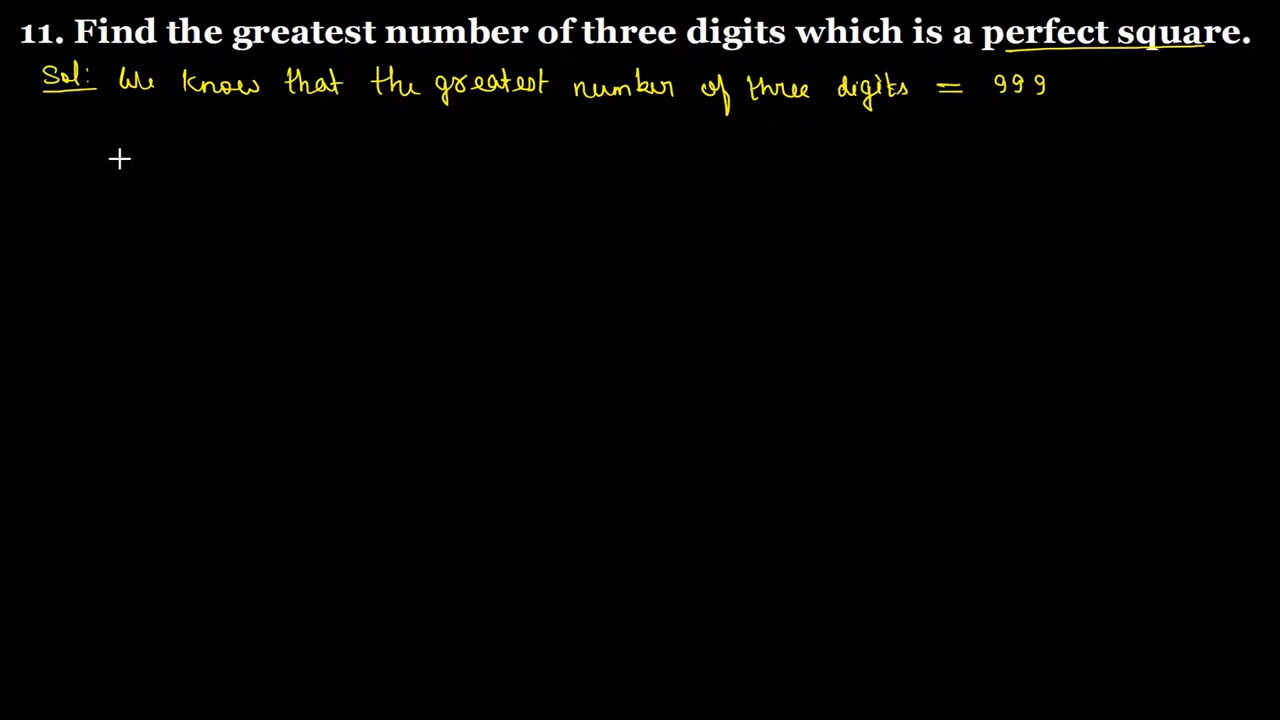 11. Find the greatest number of three digits which is a perfect square.
Sol: We know that the greatest number of three digits = 999